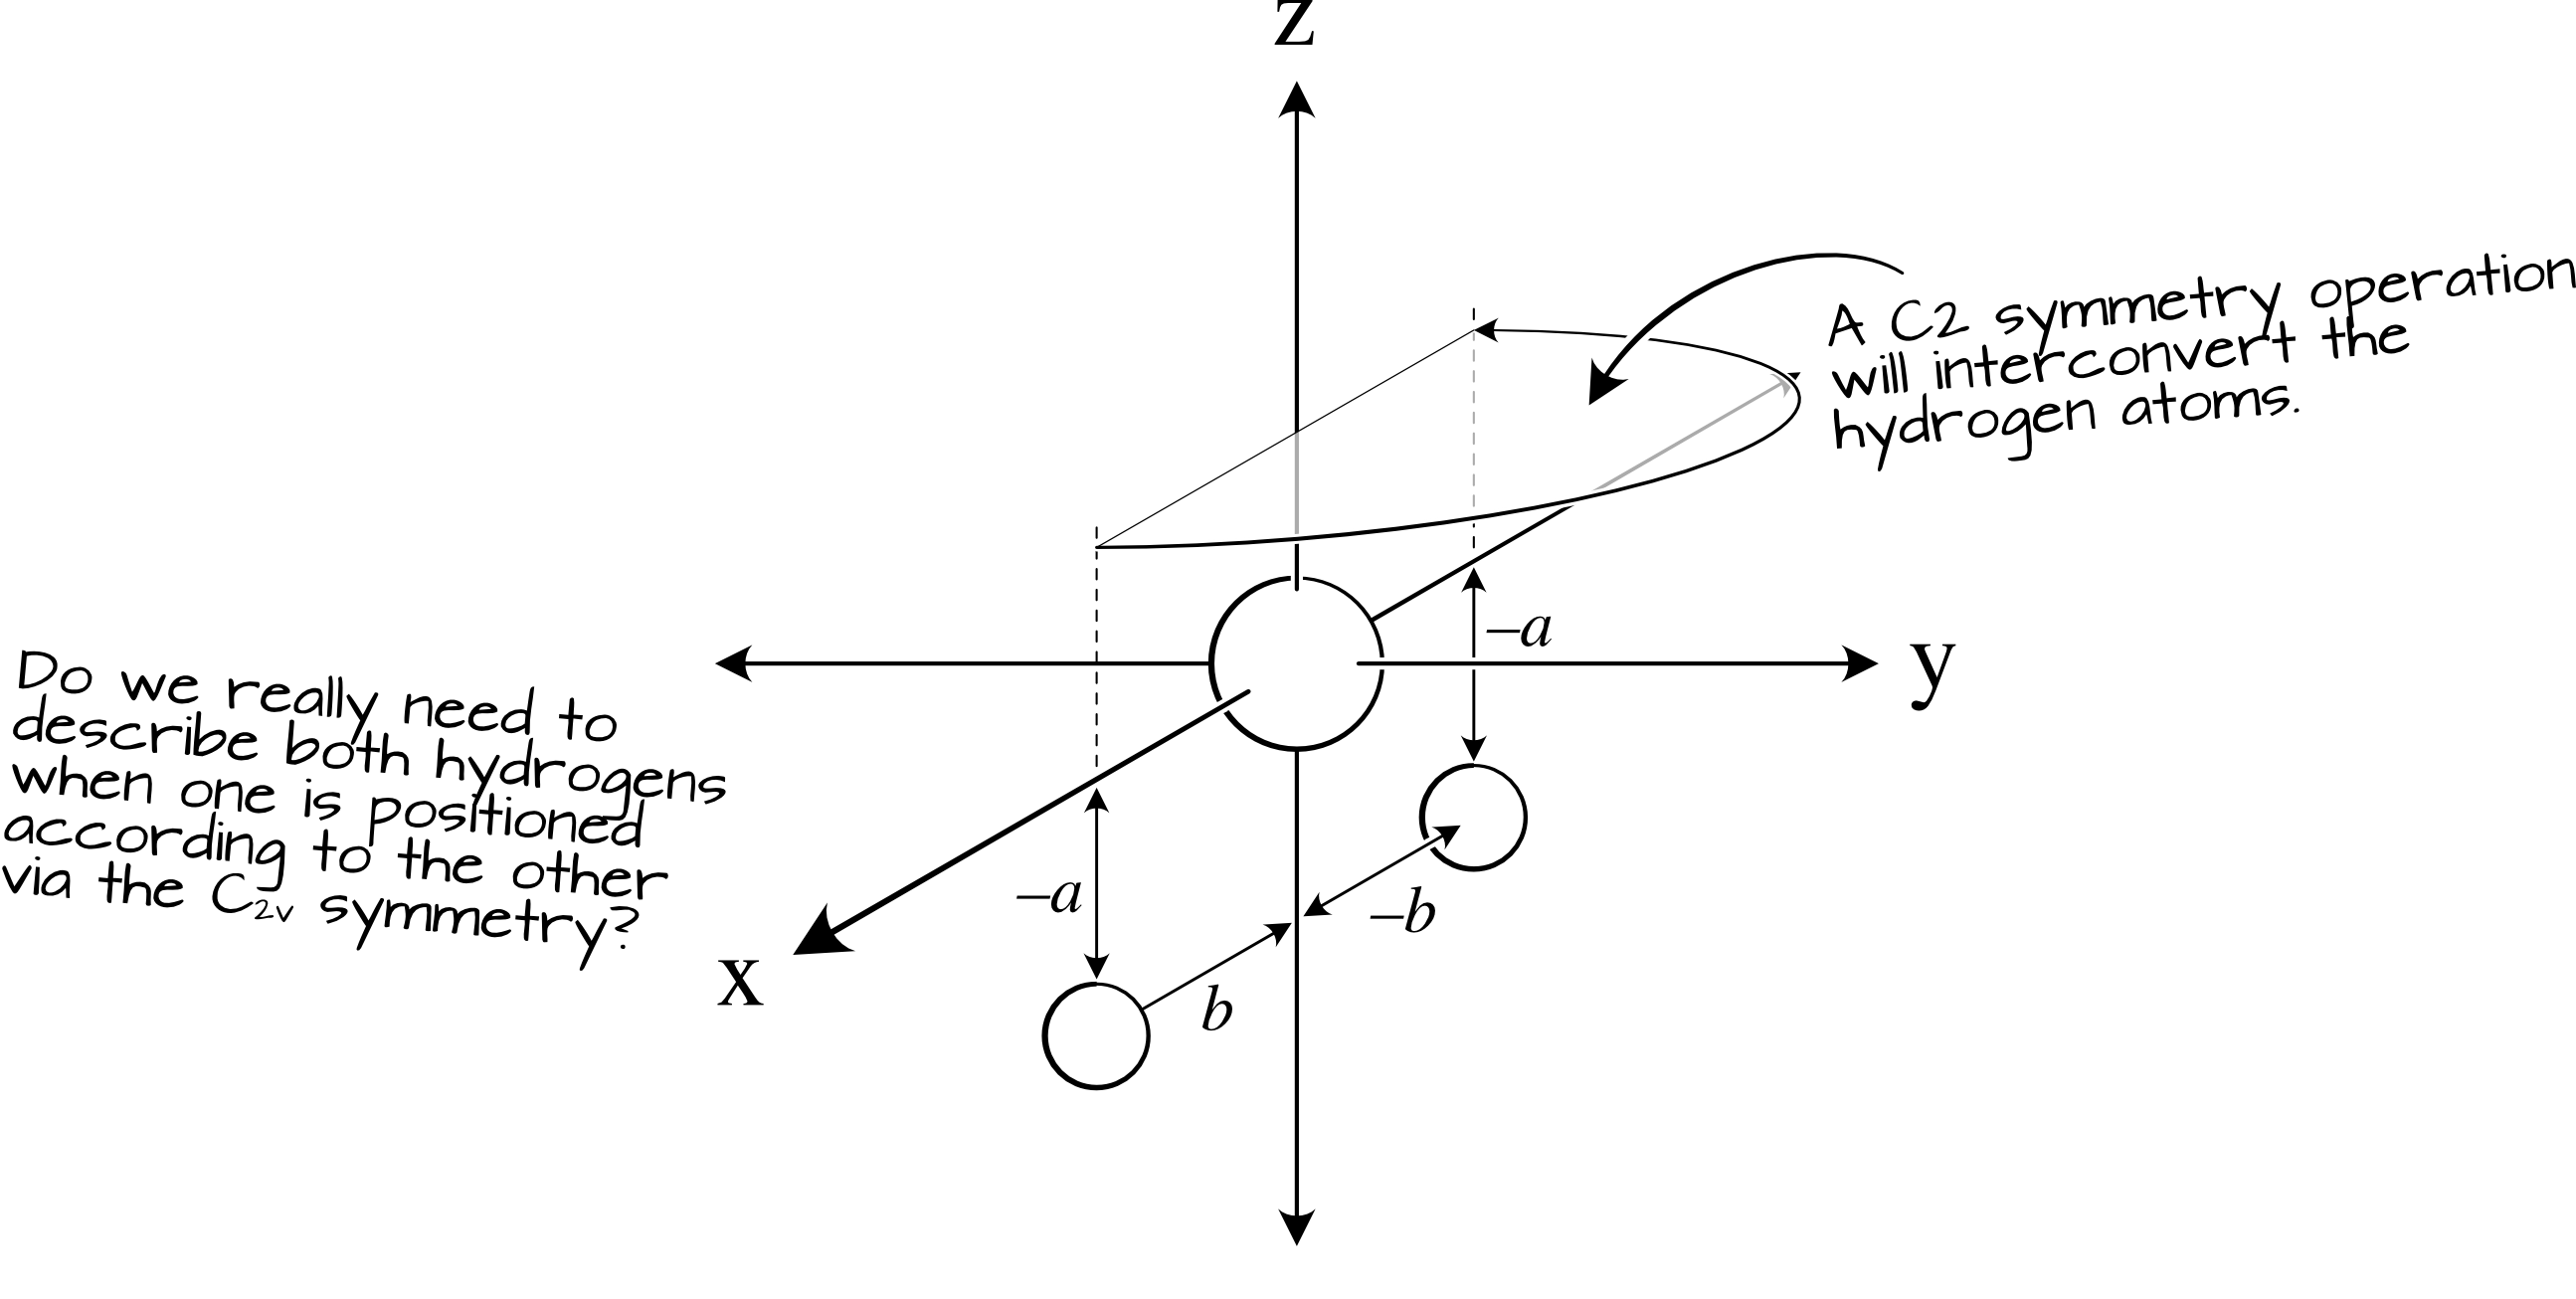 z
A C2 symmetry operation
will interconvert the
hydrogen atoms.
–a
y
Do we really need to
describe both hydrogens
when one is positioned
according to the other
via the C2v symmetry?
–a
–b
x
b